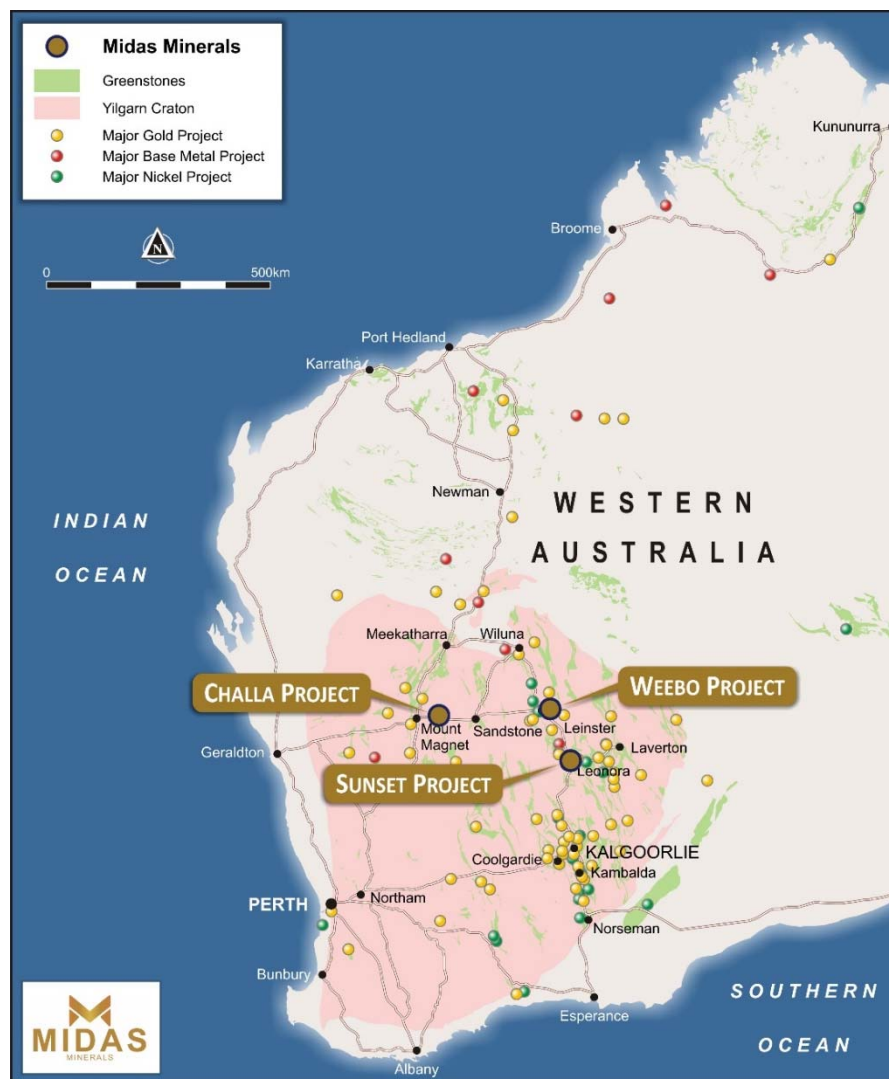 Midas Minerals
Greenstones
Yilgarn Craton
Major Gold Project
Major Base Metal Project
Major Nickel Project
N
0 500km
Kununurra
Broome
Port Hedland
Karratha
Newman
WESTERN
AUSTRALIA
INDIAN
OCEAN
Meekatharra
Wiluna
CHALLA PROJECT
WEEBO PROJECT
Mount
Magnet
Sandstone
Leinster
Laverton
Geraldton
SUNSET PROJECT
Leonora
KALGOORLIE
Coolgardie
Kambalda
PERTH
Northam
Norseman
Bunbury
Esperance
Albany
SOUTHERN
OCEAN
MIDAS
MINERALS